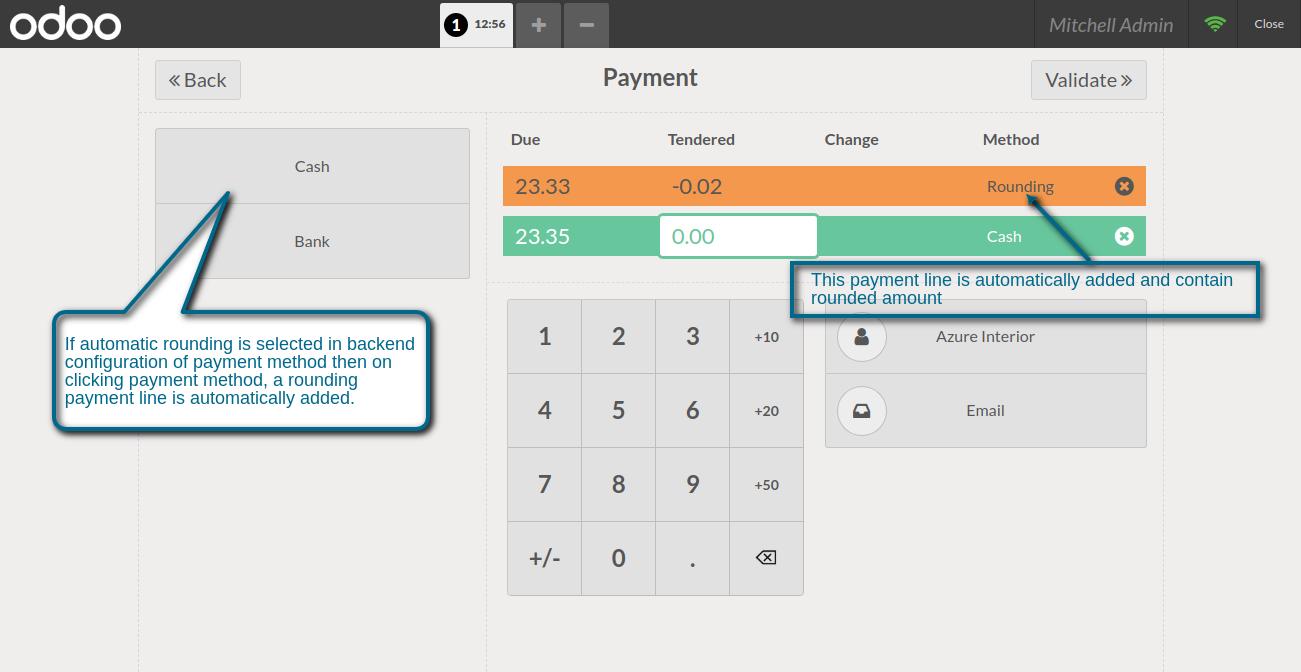 odoo
1 12:56 + −
Mitchell Admin
Close
Back
Payment
Validate
Cash
Bank
Due Tendered Change Method
23.33 -0.02 Rounding
23.35 0.00 Cash
This payment line is automatically added and contain
rounded amount
If automatic rounding is selected in backend
configuration of payment method then on
clicking payment method, a rounding
payment line is automatically added.
1 2 3 +10
4 5 6 +20
7 8 9 +50
+/- 0 .
Azure Interior
Email